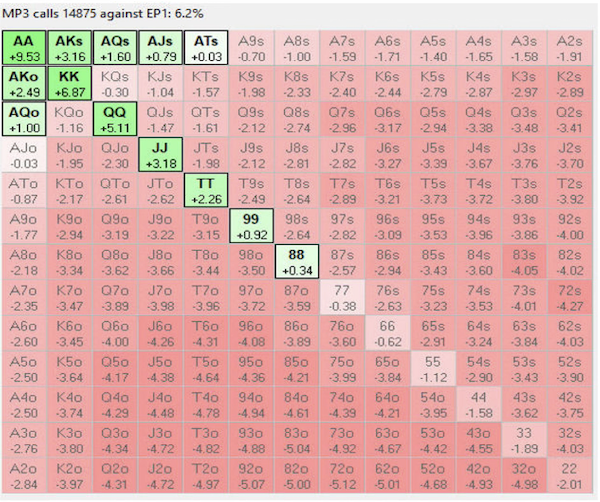 MP3 calls 14875 against EP1: 6.2%
AA AKs AQs AJs ATs A9s A8s A7s A6s A5s A4s A3s A2s
+9.53 +3.16 +1.60 +0.79 +0.03 -0.70 -1.00 -1.59 -1.71 -1.40 -1.65 -1.58 -1.91
AKo KK KQs KJs KTs K9s K8s K7s K6s K5s K4s K3s K2s
+2.49 +6.87 -0.30 -1.04 -1.57 -1.98 -2.33 -2.40 -2.44 -2.79 -2.87 -2.97 -2.89
AQo KQo QQ QJs QTs Q9s Q8s Q7s Q6s Q5s Q4s Q3s Q2s
+1.00 -1.16 +5.11 -1.47 -1.61 -2.12 -2.74 -2.96 -3.17 -2.94 -3.38 -3.48 -3.41
AJo KJo QJo JJ JTs J9s J8s J7s J6s J5s J4s J3s J2s
-0.03 -1.95 -2.30 +3.18 -1.98 -2.12 -2.81 -2.82 -3.27 -3.39 -3.67 -3.76 -3.70
ATo KTo QTo JTo TT T9s T8s T7s T6s T5s T4s T3s T2s
-0.87 -2.17 -2.61 -2.62 +2.26 -2.49 -2.64 -2.89 -3.21 -3.73 -3.72 -3.80 -3.92
A9o K9o Q9o J9o T9o 99 98s 97s 96s 95s 94s 93s 92s
-1.77 -2.94 -3.19 -3.22 -3.15 +0.92 -2.64 -2.82 -3.09 -3.53 -3.96 -3.86 -4.00
A8o K8o Q8o J8o T8o 98o 88 87s 86s 85s 84s 83s 82s
-2.18 -3.34 -3.62 -3.66 -3.44 -3.50 +0.34 -2.57 -2.94 -3.43 -3.60 -4.05 -4.02
A7o K7o Q7o J7o T7o 97o 87o 77 76s 75s 74s 73s 72s
-2.35 -3.47 -3.89 -3.98 -3.96 -3.72 -3.59 -0.38 -2.63 -3.23 -3.53 -4.01 -4.27
A6o K6o Q6o J6o T6o 96o 86o 76o 66 65s 64s 63s 62s
-2.60 -3.45 -4.00 -4.26 -4.31 -4.08 -3.89 -3.60 -0.62 -2.91 -3.24 -3.84 -4.03
A5o K5o Q5o J5o T5o 95o 85o 75o 65o 55 54s 53s 52s
-2.50 -3.64 -4.17 -4.38 -4.64 -4.36 -4.21 -3.99 -3.84 -1.12 -2.90 -3.43 -3.90
A4o K4o Q4o J4o T4o 94o 84o 74o 64o 54o 44 43s 42s
-2.50 -3.74 -4.29 -4.48 -4.78 -4.94 -4.61 -4.39 -4.21 -3.95 -1.58 -3.62 -3.75
A3o K3o Q3o J3o T3o 93o 83o 73o 63o 53o 43o 33 32s
-2.76 -3.80 -4.34 -4.72 -4.82 -4.88 -5.04 -4.92 -4.67 -4.42 -4.55 -1.89 -4.03
A2o K2o Q2o J2o T2o 92o 82o 72o 62o 52o 42o 32o 22
-2.84 -3.97 -4.31 -4.72 -4.97 -5.07 -5.00 -5.12 -5.01 -4.68 -4.93 -4.98 -2.01